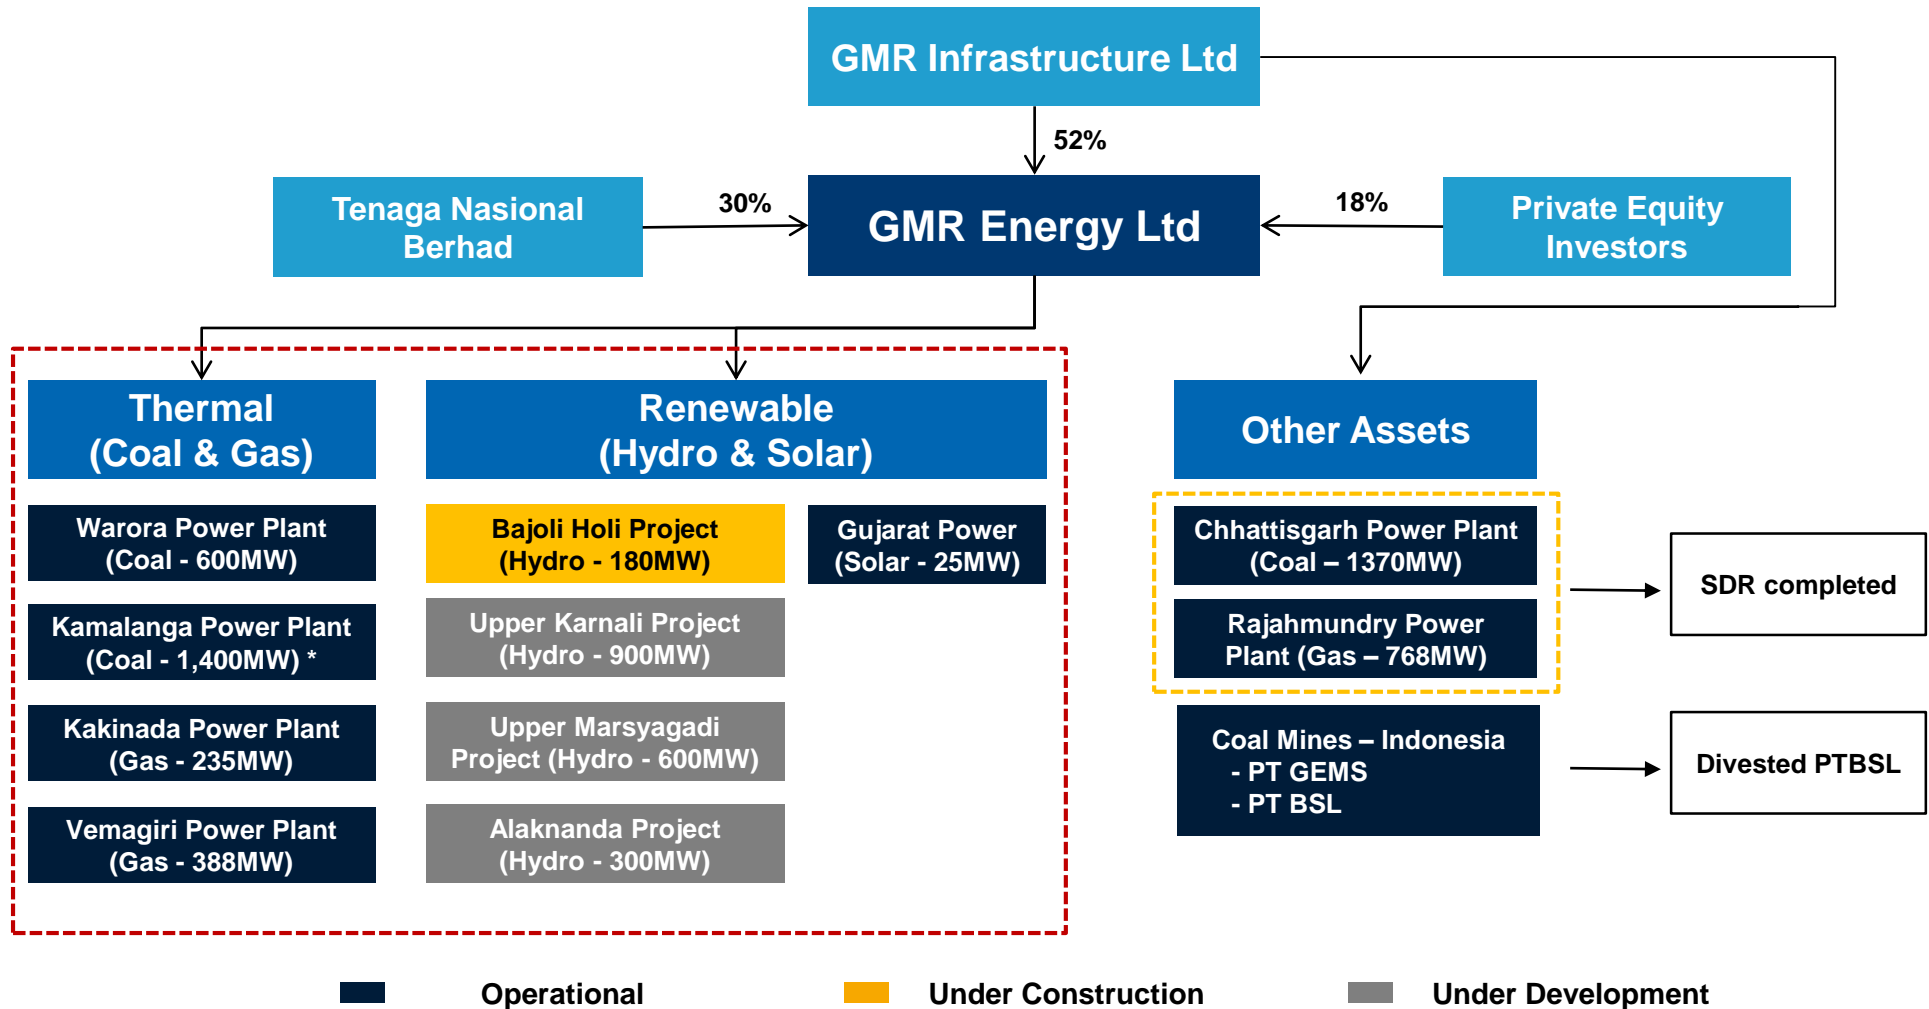 GMR Infrastructure Ltd
52%
Tenaga Nasional
Berhad
30%
GMR Energy Ltd
18%
Private Equity
Investors
Thermal
(Coal & Gas)
Renewable
(Hydro & Solar)
Other Assets
Warora Power Plant
(Coal - 600MW)
Kamalanga Power Plant
(Coal - 1,400MW) *
Kakinada Power Plant
(Gas - 235MW)
Vemagiri Power Plant
(Gas - 388MW)
Bajoli Holi Project
(Hydro - 180MW)
Upper Karnali Project
(Hydro - 900MW)
Upper Marsyagadi
Project (Hydro - 600MW)
Alaknanda Project
(Hydro - 300MW)
Gujarat Power
(Solar - 25MW)
Chhattisgarh Power Plant
(Coal – 1370MW)
Rajahmundry Power
Plant (Gas – 768MW)
SDR completed
Coal Mines – Indonesia
- PT GEMS
- PT BSL
Divested PTBSL
Operational
Under Construction
Under Development